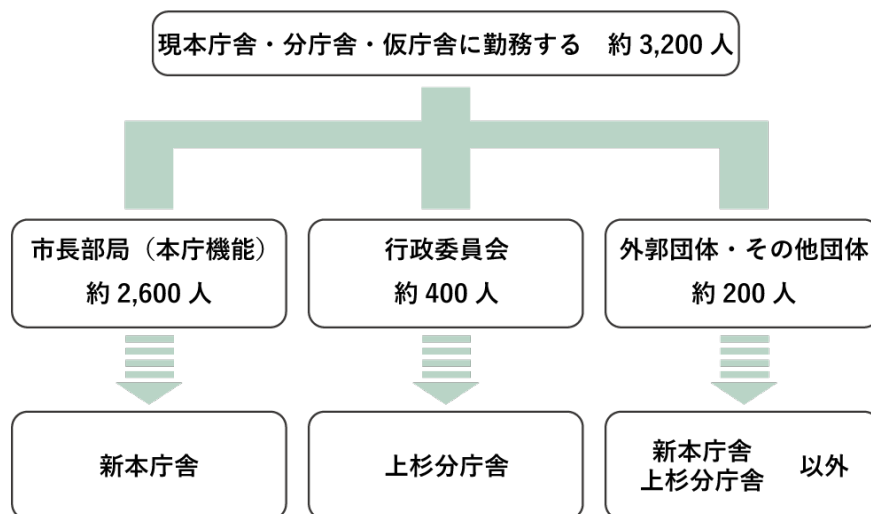 現本庁舎・分庁舎・仮庁舎に勤務する　約 3,200 人
市長部局（本庁機能）
約 2,600 人
行政委員会
約 400 人
外郭団体・その他団体
約 200 人
新本庁舎
上杉分庁舎
新本庁舎
上杉分庁舎
以外